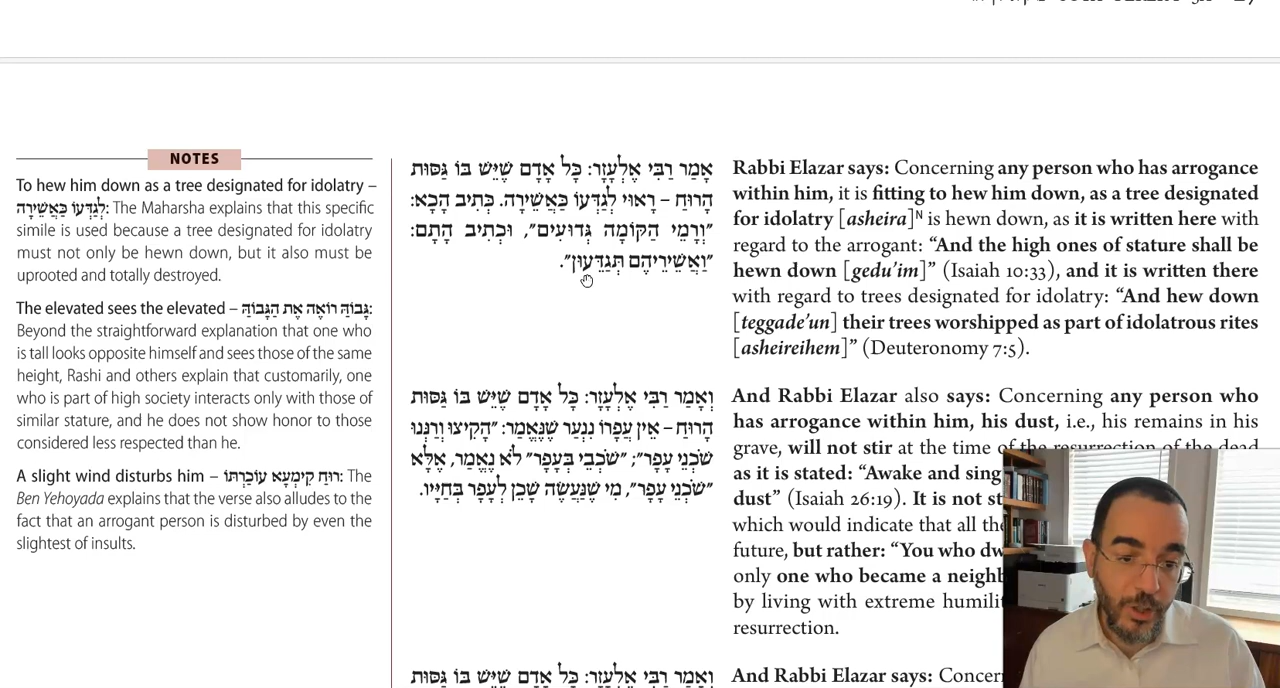 NOTES
To hew him down as a tree designated for idolatry –
לְגַדְּעוֹ כַּאֲשֵׁירָה: The Maharsha explains that this specific
simile is used because a tree designated for idolatry
must not only be hewn down, but it also must be
uprooted and totally destroyed.
The elevated sees the elevated – גָּבוֹהַּ רוֹאֶה אֶת הַגָּבוֹהַּ:
Beyond the straightforward explanation that one who
is tall looks opposite himself and sees those of the same
height, Rashi and others explain that customarily, one
who is part of high society interacts only with those of
similar stature, and he does not show honor to those
considered less respected than he.
A slight wind disturbs him – רוּחַ קִימְעָא עוֹכַרְתּוֹ: The
Ben Yehoyada explains that the verse also alludes to the
fact that an arrogant person is disturbed by even the
slightest of insults.
אָמַר רַבִּי אֶלְעָזָר: כָּל אָדָם שֶׁיֵּשׁ בּוֹ גַּסּוּת
הָרוּחַ – רָאוּי לְגַדְּעוֹ כַּאֲשֵׁירָה. כְּתִיב הָכָא:
״וְרָמֵי הַקּוֹמָה גְּדוּעִים״, וּכְתִיב הָתָם:
״וַאֲשֵׁירֵיהֶם תְּגַדֵּעוּן״.
וְאָמַר רַבִּי אֶלְעָזָר: כָּל אָדָם שֶׁיֵּשׁ בּוֹ גַּסּוּת
הָרוּחַ – אֵין עֲפָרוֹ נִנְעָר שֶׁנֶּאֱמַר: ״הָקִיצוּ וְרַנְּנוּ
שֹׁכְנֵי עָפָר״; ״שֹׁכְבֵי בְּעָפָר״ לֹא נֶאֱמַר, אֶלָּא
״שֹׁכְנֵי עָפָר״, מִי שֶׁנַּעֲשָׂה שָׁכֵן לְעָפָר בְּחַיָּיו.
וְאָמַר רַבִּי אֶלְעָזָר: כָּל אָדָם שֶׁיֵּשׁ בּוֹ גַּסּוּת
Rabbi Elazar says: Concerning any person who has arrogance
within him, it is fitting to hew him down, as a tree designated
for idolatry [asheira]ᴺ is hewn down, as it is written here with
regard to the arrogant: “And the high ones of stature shall be
hewn down [gedu’im]” (Isaiah 10:33), and it is written there
with regard to trees designated for idolatry: “And hew down
[teggade’un] their trees worshipped as part of idolatrous rites
[asheireihem]” (Deuteronomy 7:5).
And Rabbi Elazar also says: Concerning any person who
has arrogance within him, his dust, i.e., his remains in his
grave, will not stir at the time of the resurrection of the dead
as it is stated: “Awake and sing
dust” (Isaiah 26:19). It is not st
which would indicate that all the
future, but rather: “You who dw
only one who became a neighb
by living with extreme humili
resurrection.
And Rabbi Elazar says: Concer